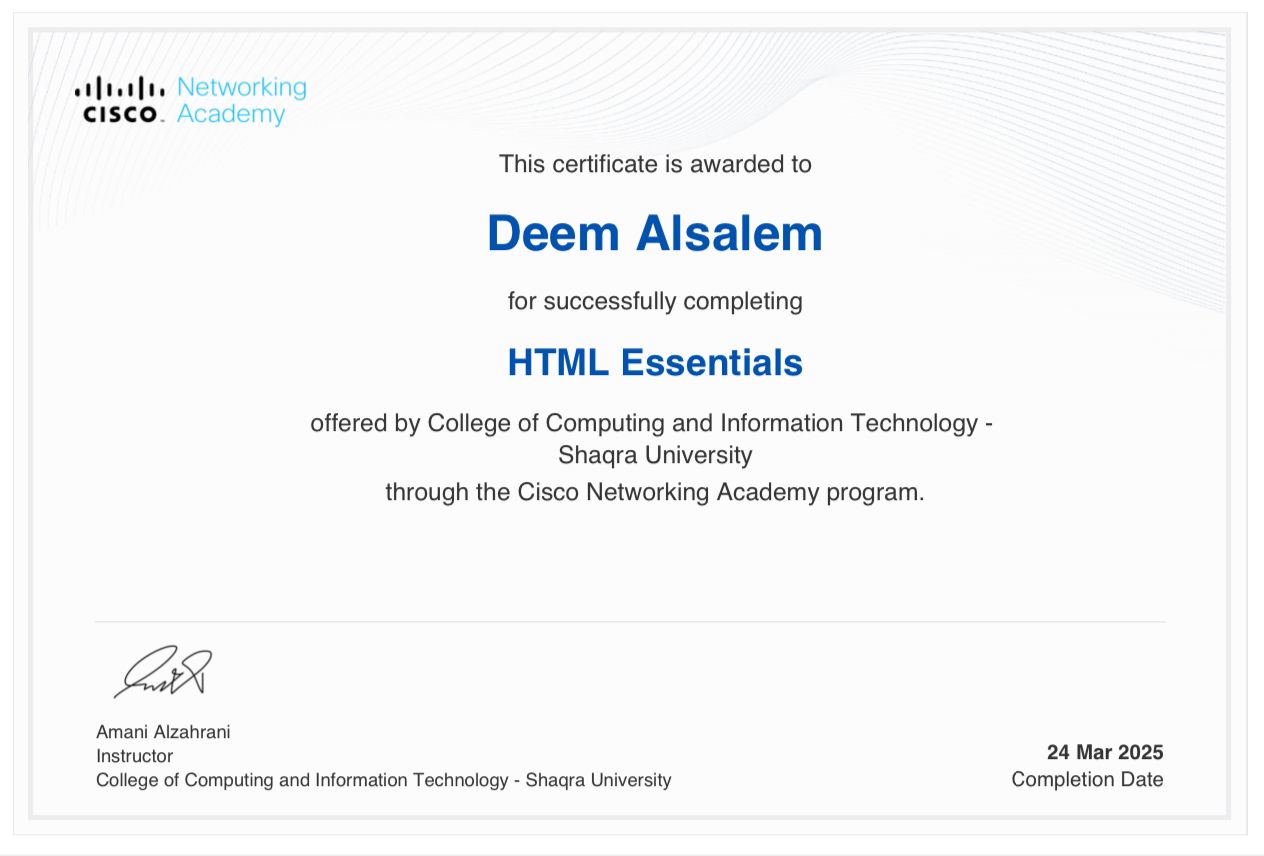 CISCO
Networking
Academy
This certificate is awarded to
Deem Alsalem
for successfully completing
HTML Essentials
offered by College of Computing and Information Technology -
Shaqra University
through the Cisco Networking Academy program.
Amani Alzahrani
Instructor
College of Computing and Information Technology - Shaqra University
24 Mar 2025
Completion Date